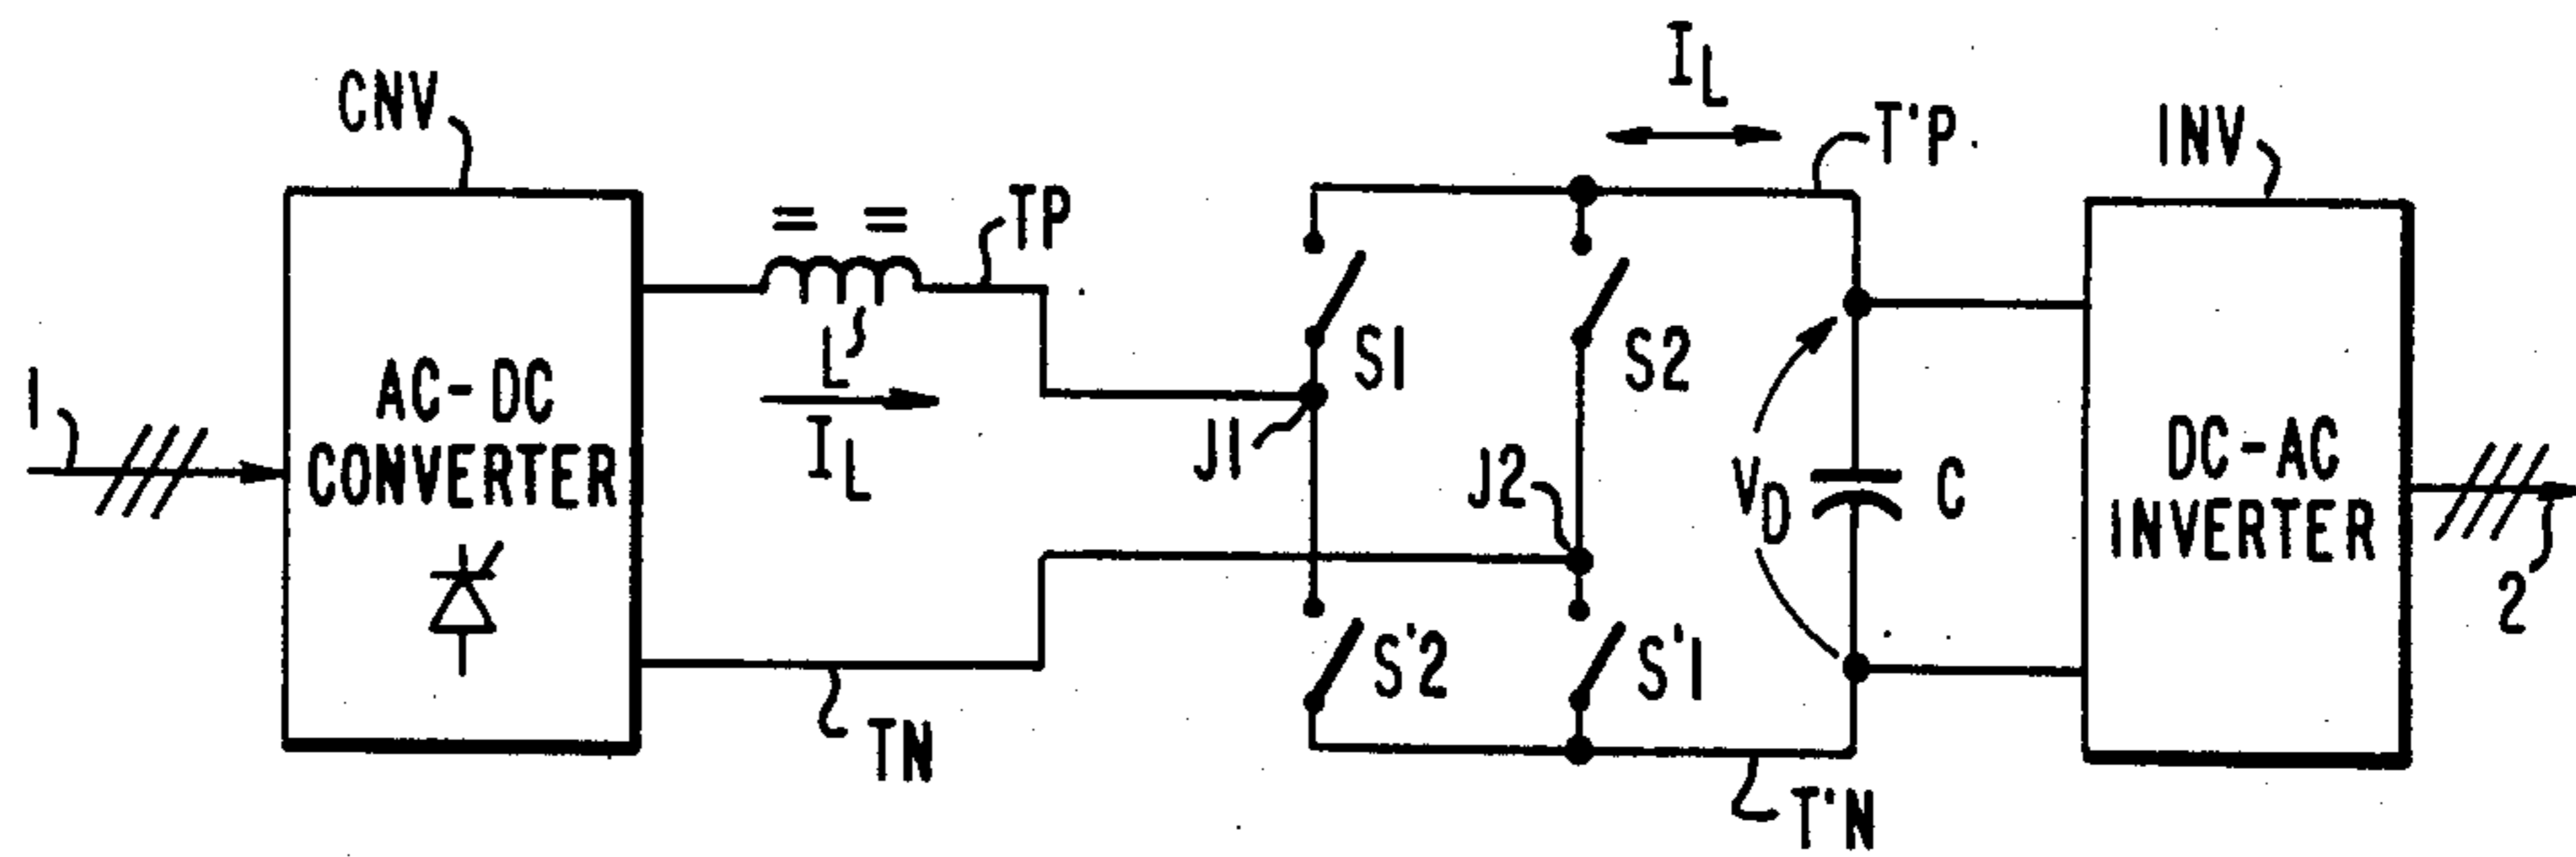 CNV
AC-DC
CONVERTER
1
= =
TP
L
I_L
TN
J1
S1
S'2
I_L
T'P
S2
J2
S'1
V_D
C
T'N
INV
DC-AC
INVERTER
2